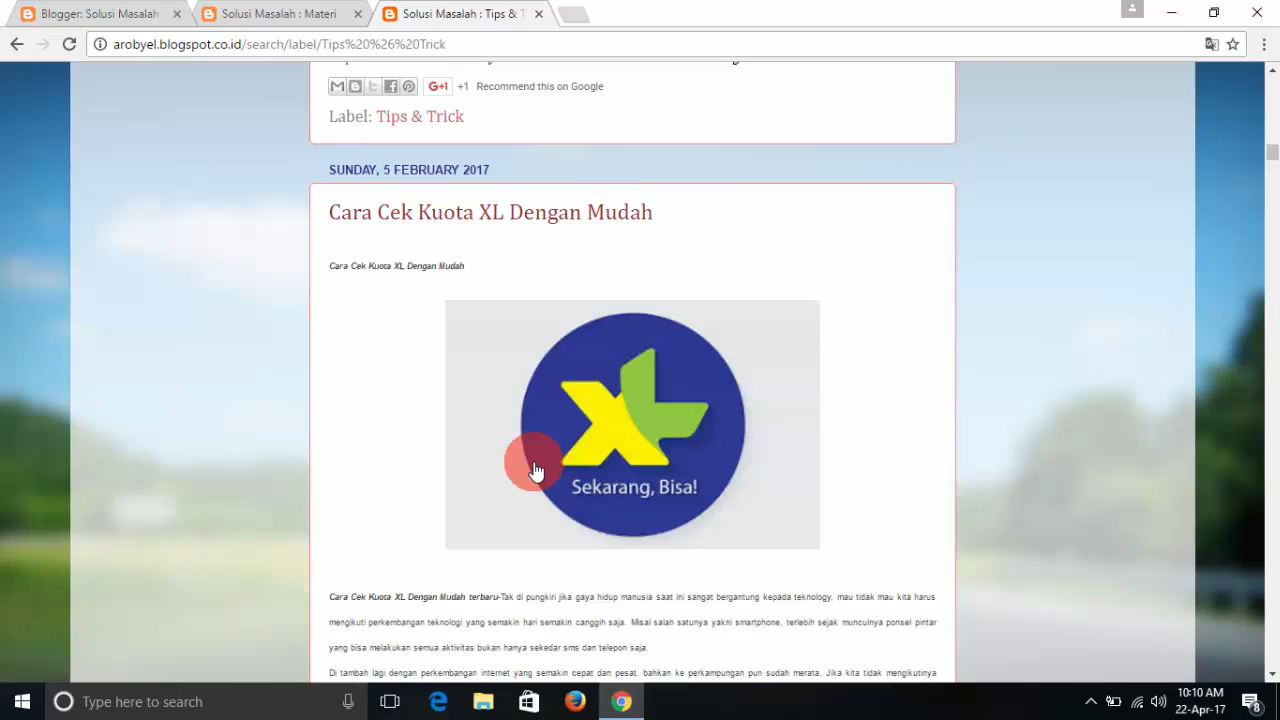 Blogger: Solusi Masalah
Solusi Masalah : Materi
Solusi Masalah : Tips & T
arobyel.blogspot.co.id/search/label/Tips%20%26%20Trick
G+1 +1 Recommend this on Google
Label: Tips & Trick
SUNDAY, 5 FEBRUARY 2017
Cara Cek Kuota XL Dengan Mudah
Cara Cek Kuota XL Dengan Mudah
XL
Sekarang, Bisa!
Cara Cek Kuota XL Dengan Mudah terbaru-Tak di pungkiri jika gaya hidup manusia saat ini sangat bergantung kepada teknology, mau tidak mau kita harus
mengikuti perkembangan teknologi yang semakin hari semakin canggih saja. Misal salah satunya yakni smartphone, terlebih sejak munculnya ponsel pintar
yang bisa melakukan semua aktivitas bukan hanya sekedar sms dan telepon saja.
Di tambah lagi dengan perkembangan internet yang semakin cepat dan pesat, bahkan ke perkampungan pun sudah merata. Jika kita tidak mengikutinya
Type here to search
10:10 AM
22-Apr-17
8